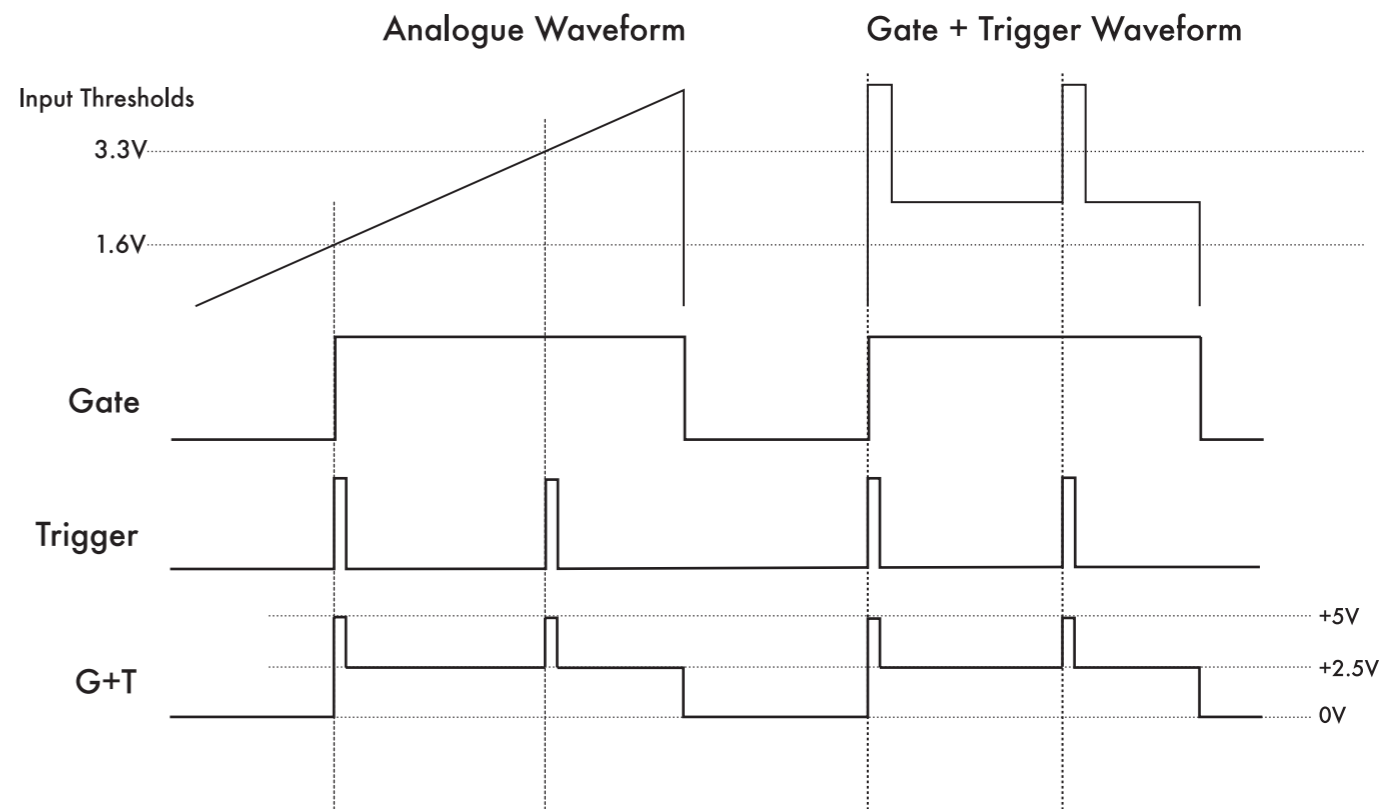 Analogue Waveform
Gate + Trigger Waveform
Input Thresholds
3.3V
1.6V
Gate
Trigger
+5V
+2.5V
G+T
0V